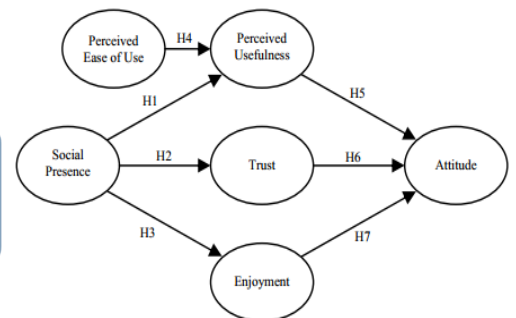 Perceived
Ease of Use
H4
Perceived
Usefulness
H1
H5
Social
Presence
H2
Trust
H6
Attitude
H3
H7
Enjoyment